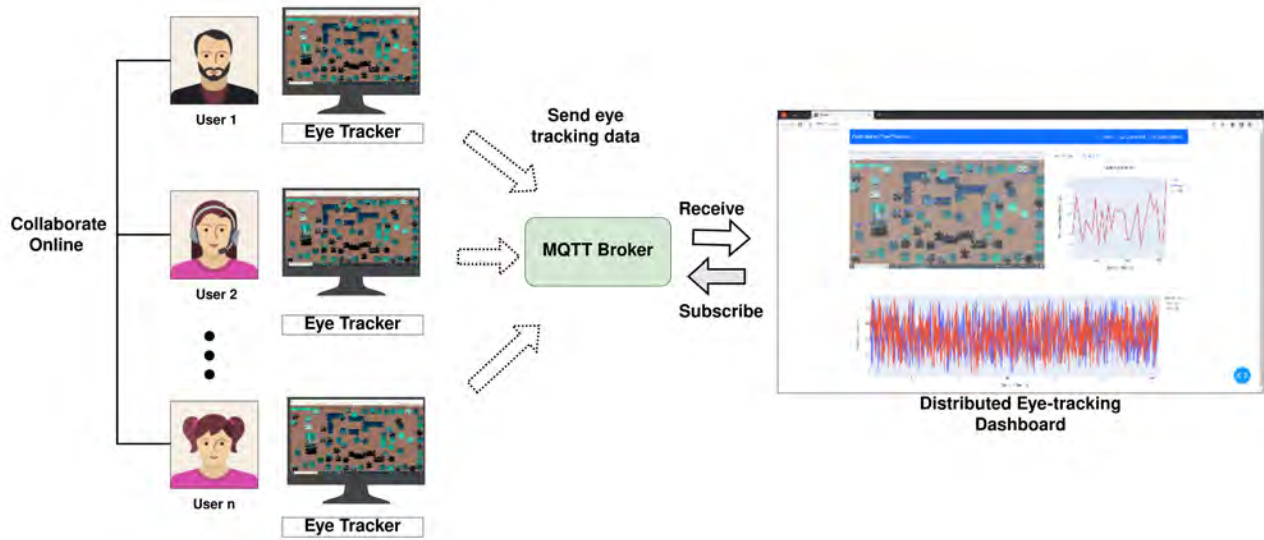 Collaborate
Online
User 1
Eye Tracker
User 2
Eye Tracker
User n
Eye Tracker
Send eye
tracking data
MQTT Broker
Receive
Subscribe
Distributed Eye-tracking
Dashboard